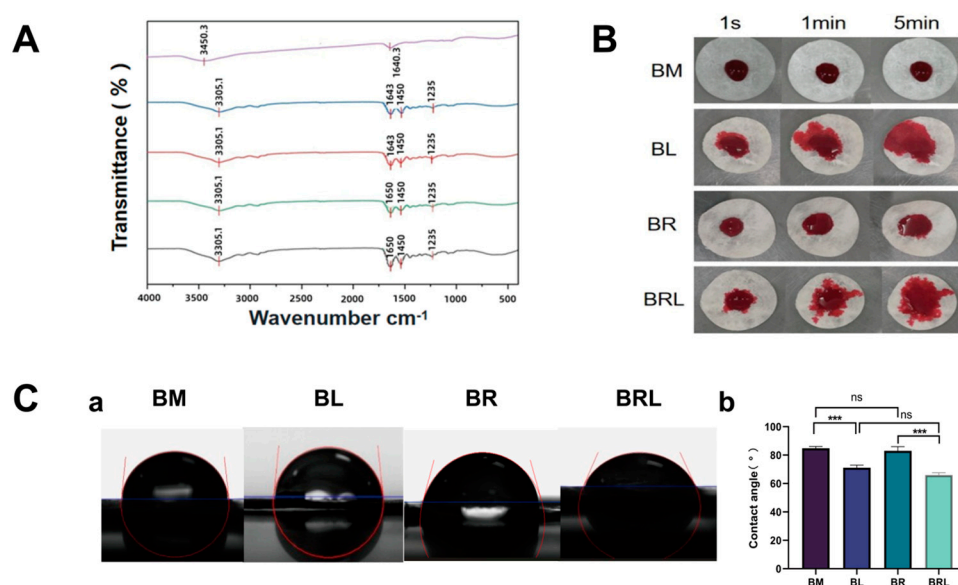 A
Transmittance ( % )
3450.3
1640.3
3305.1
1643
1450
1235
3305.1
1643
1450
1235
3305.1
1650
1450
1235
3305.1
1650
1450
1235
4000 3500 3000 2500 2000 1500 1000 500
Wavenumber cm-1
B
1s 1min 5min
BM
BL
BR
BRL
C
a
BM BL BR BRL
b
Contact angle(°)
100
80
60
40
20
0
ns
*** ns
***
BM BL BR BRL